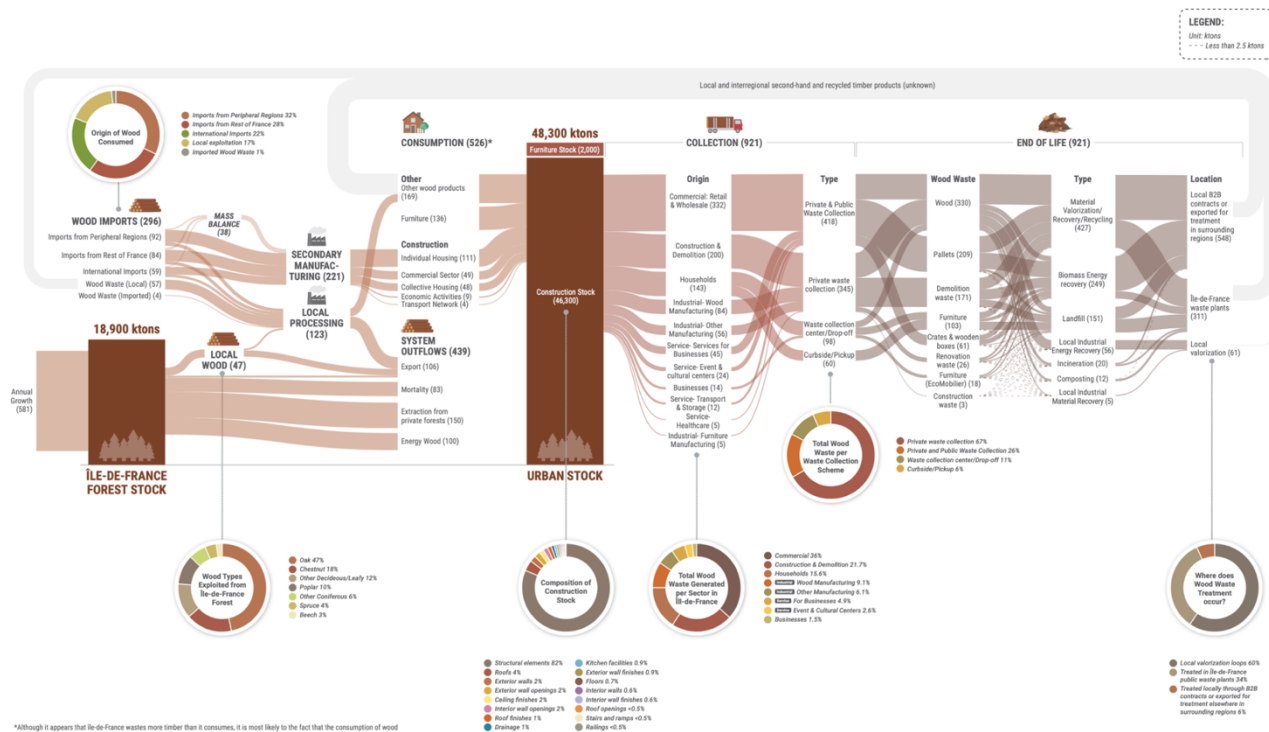 LEGEND:
Unit: ktons
Less than 2.5 ktons
Local and interregional second-hand and recycled timber products (unknown)
Origin of Wood
Consumed
Imports from Peripheral Regions 32%
Imports from Rest of France 28%
International Imports 22%
Local exploitation 17%
Imported Wood Waste 1%
WOOD IMPORTS (296)
Imports from Peripheral Regions (92)
Imports from Rest of France (84)
International Imports (59)
Wood Waste (Local) (57)
Wood Waste (Imported) (4)
MASS
BALANCE
(38)
SECONDARY
MANUFAC-
TURING (221)
LOCAL
PROCESSING
(123)
18,900 ktons
Annual
Growth
(581)
ÎLE-DE-FRANCE
FOREST STOCK
LOCAL
WOOD (47)
CONSUMPTION (526)*
Other
Other wood products
(169)
Furniture (136)
Construction
Individual Housing (111)
Commercial Sector (49)
Collective Housing (48)
Economic Activities (9)
Transport Network (4)
SYSTEM
OUTFLOWS (439)
Export (106)
Mortality (83)
Extraction from
private forests (150)
Energy Wood (100)
48,300 ktons
Furniture Stock (2,000)
Construction Stock
(46,300)
URBAN STOCK
COLLECTION (921)
Origin
Commercial: Retail
& Wholesale (332)
Construction &
Demolition (200)
Households
(143)
Industrial- Wood
Manufacturing (84)
Industrial- Other
Manufacturing (56)
Service- Services for
Businesses (45)
Service- Event &
cultural centers (24)
Businesses (14)
Service- Transport
& Storage (12)
Service-
Healthcare (5)
Industrial- Furniture
Manufacturing (5)
Type
Private & Public
Waste Collection
(418)
Private waste
collection (345)
Waste collection
center/Drop-off
(98)
Curbside/Pickup
(60)
END OF LIFE (921)
Wood Waste
Wood (330)
Pallets (209)
Demolition
waste (171)
Furniture
(103)
Crates & wooden
boxes (61)
Renovation
waste (26)
Furniture
(EcoMobilier) (18)
Construction
waste (3)
Type
Material
Valorization/
Recovery/Recycling
(427)
Biomass Energy
recovery (249)
Landfill (151)
Local Industrial
Energy Recovery (56)
Incineration (20)
Composting (12)
Local Industrial
Material Recovery (5)
Location
Local B2B
contracts or
exported for
treatment
in surrounding
regions (548)
Île-de-France
waste plants
(311)
Local
valorization (61)
Total Wood
Waste per
Waste Collection
Scheme
Private waste collection 67%
Private and Public Waste Collection 26%
Waste collection center/Drop-off 11%
Curbside/Pickup 6%
Wood Types
Exploited from
Île-de-France
Forest
Oak 47%
Chestnut 18%
Other Decideous/Leafy 12%
Poplar 10%
Other Coniferous 6%
Spruce 4%
Beech 3%
Composition of
Construction
Stock
Structural elements 82%
Roofs 4%
Exterior walls 2%
Exterior wall openings 2%
Ceiling finishes 2%
Interior wall openings 2%
Roof finishes 1%
Drainage 1%
Kitchen facilities 0.9%
Exterior wall finishes 0.9%
Floors 0.7%
Interior walls 0.6%
Interior wall finishes 0.6%
Roof openings <0.5%
Stairs and ramps <0.5%
Railings <0.5%
Total Wood
Waste Generated
per Sector in
Îll-de-France
Commercial 36%
Construction & Demolition 21.7%
Households 15.6%
Industrial Wood Manufacturing 9.1%
Industrial Other Manufacturing 6.1%
Service For Businesses 4.9%
Service Event & Cultural Centers 2.6%
Businesses 1.5%
Where does
Wood Waste
Treatment
occur?
Local valorization loops 60%
Treated in Île-de-France
public waste plants 34%
Treated locally through B2B
contracts or exported for
treatment elsewhere in
surrounding regions 6%
*Although it appears that Ile-de-France wastes more timber than it consumes, it is most likely to the fact that the consumption of wood